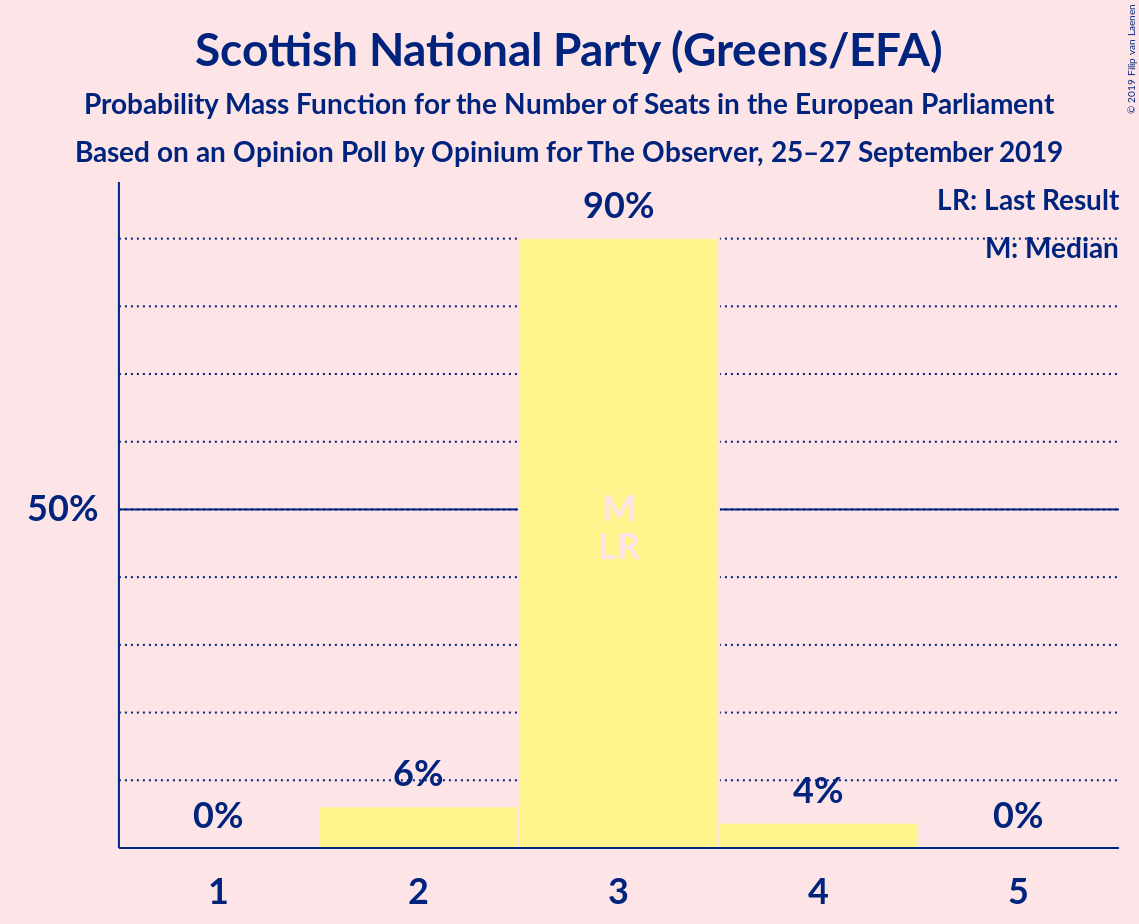 Scottish National Party (Greens/EFA)
Probability Mass Function for the Number of Seats in the European Parliament
Based on an Opinion Poll by Opinium for The Observer, 25–27 September 2019
© 2019 Filip van Laenen
LR: Last Result
M: Median
90%
50%
M
LR
6%
4%
0%
0%
1 2 3 4 5